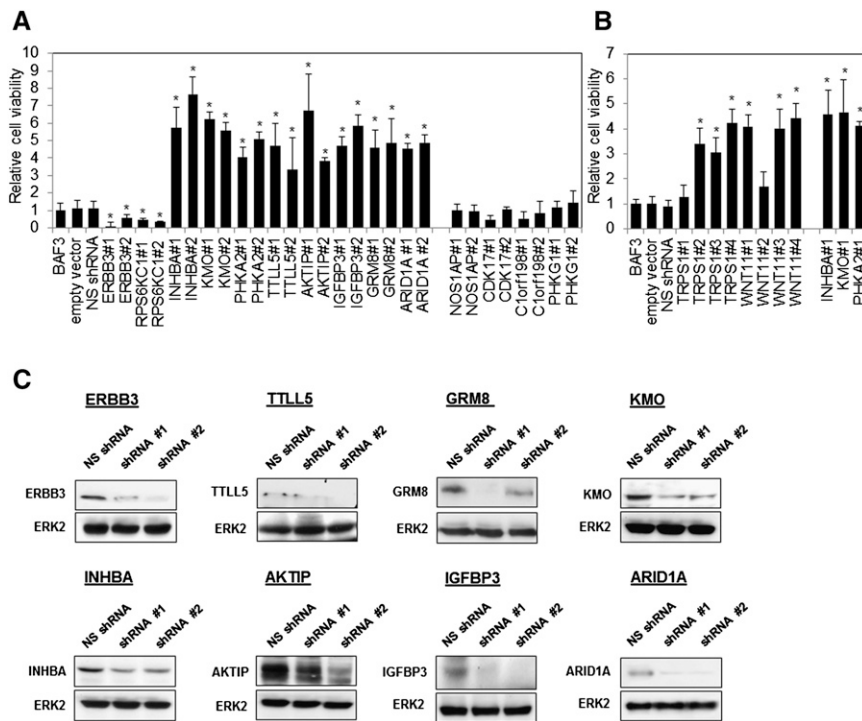 A
Relative cell viability
10
9
8
7
6
5
4
3
2
1
0
* * * * * * * * * * * * * * * * * * * *
BAF3
empty vector
NS shRNA
ERBB3#1
ERBB3#2
RPS6KC1#1
RPS6KC1#2
INHBA#1
INHBA#2
KMO#1
KMO#2
PHKA2#1
PHKA2#2
TTLL5#1
TTLL5#2
AKTIP#1
AKTIP#2
IGFBP3#1
IGFBP3#2
GRM8#1
GRM8#2
ARID1A #1
ARID1A #2
NOS1AP#1
NOS1AP#2
CDK17#1
CDK17#2
C1orf198#1
C1orf198#2
PHKG1#1
PHKG1#2
B
Relative cell viability
7
6
5
4
3
2
1
0
* * * * * * * * *
BAF3
empty vector
NS shRNA
TRPS1#1
TRPS1#2
TRPS1#3
TRPS1#4
WNT11#1
WNT11#2
WNT11#3
WNT11#4
INHBA#1
KMO#1
PHKA2#1
C
ERBB3
NS shRNA
shRNA #1
shRNA #2
ERBB3
ERK2
TTLL5
NS shRNA
shRNA #1
shRNA #2
TTLL5
ERK2
GRM8
NS shRNA
shRNA #1
shRNA #2
GRM8
ERK2
KMO
NS shRNA
shRNA #1
shRNA #2
KMO
ERK2
INHBA
NS shRNA
shRNA #1
shRNA #2
INHBA
ERK2
AKTIP
NS shRNA
shRNA #1
shRNA #2
AKTIP
ERK2
IGFBP3
NS shRNA
shRNA #1
shRNA #2
IGFBP3
ERK2
ARID1A
NS shRNA
shRNA #1
shRNA #2
ARID1A
ERK2